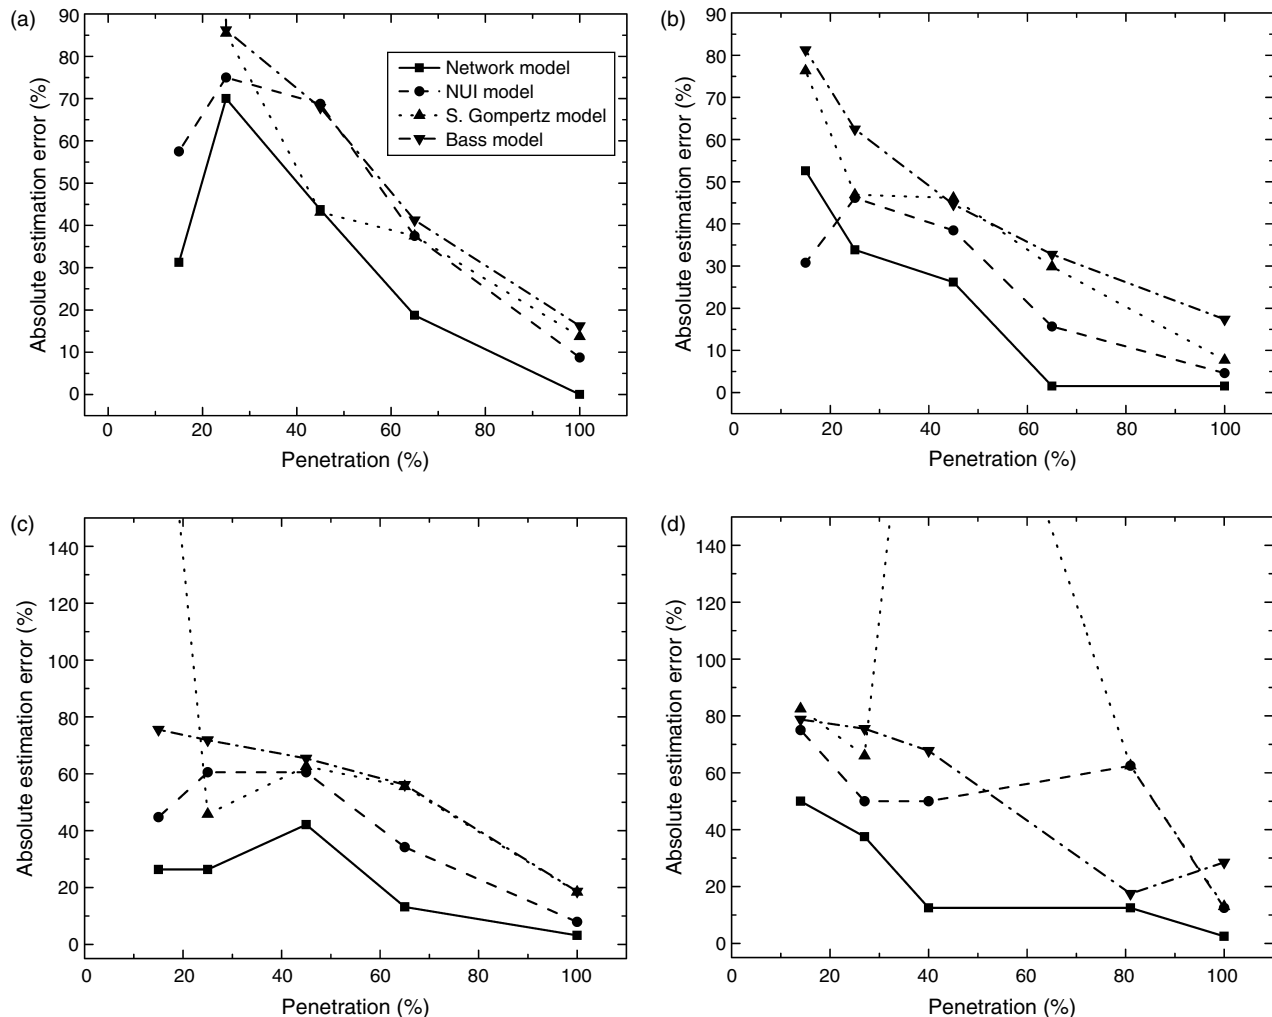 (a)
90
80
70
60
50
40
30
20
10
0
Absolute estimation error (%)
0 20 40 60 80 100
Penetration (%)
Network model
NUI model
S. Gompertz model
Bass model
(b)
90
80
70
60
50
40
30
20
10
0
Absolute estimation error (%)
0 20 40 60 80 100
Penetration (%)
(c)
140
120
100
80
60
40
20
0
Absolute estimation error (%)
0 20 40 60 80 100
Penetration (%)
(d)
140
120
100
80
60
40
20
0
Absolute estimation error (%)
0 20 40 60 80 100
Penetration (%)